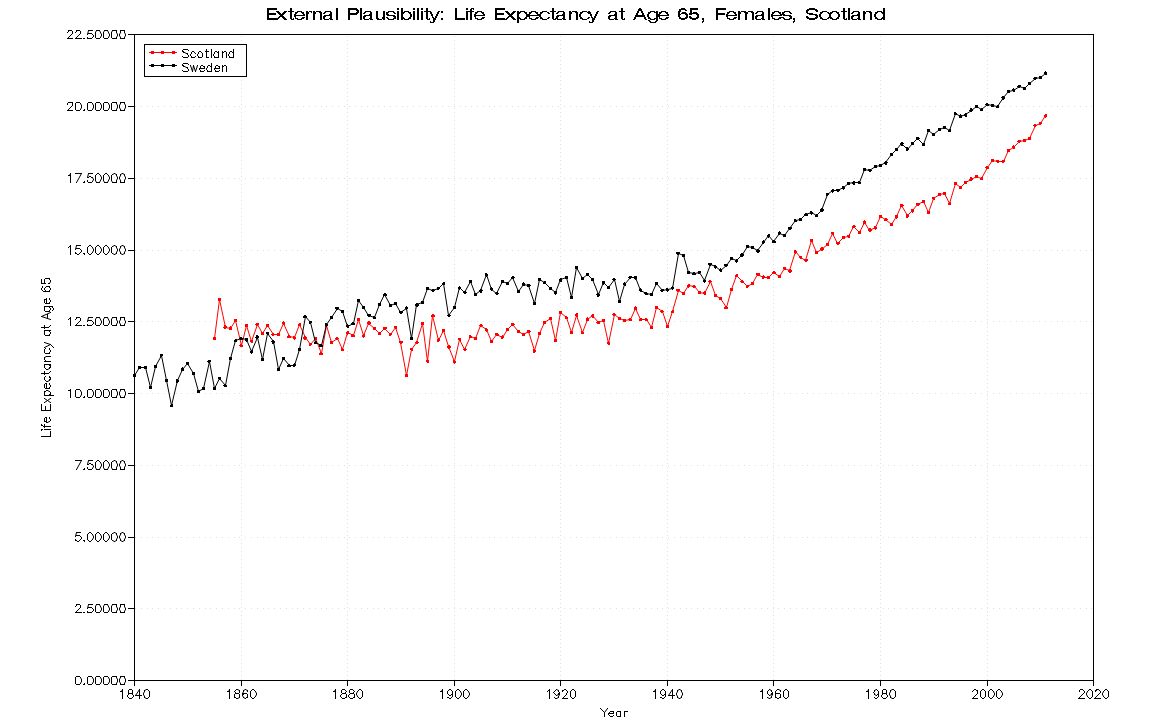 External Plausibility: Life Expectancy at Age 65, Females, Scotland
22.50000
Scotland
Sweden
20.00000
17.50000
15.00000
12.50000
10.00000
7.50000
5.00000
2.50000
0.00000
Life Expectancy at Age 65
1840 1860 1880 1900 1920 1940 1960 1980 2000 2020
Year